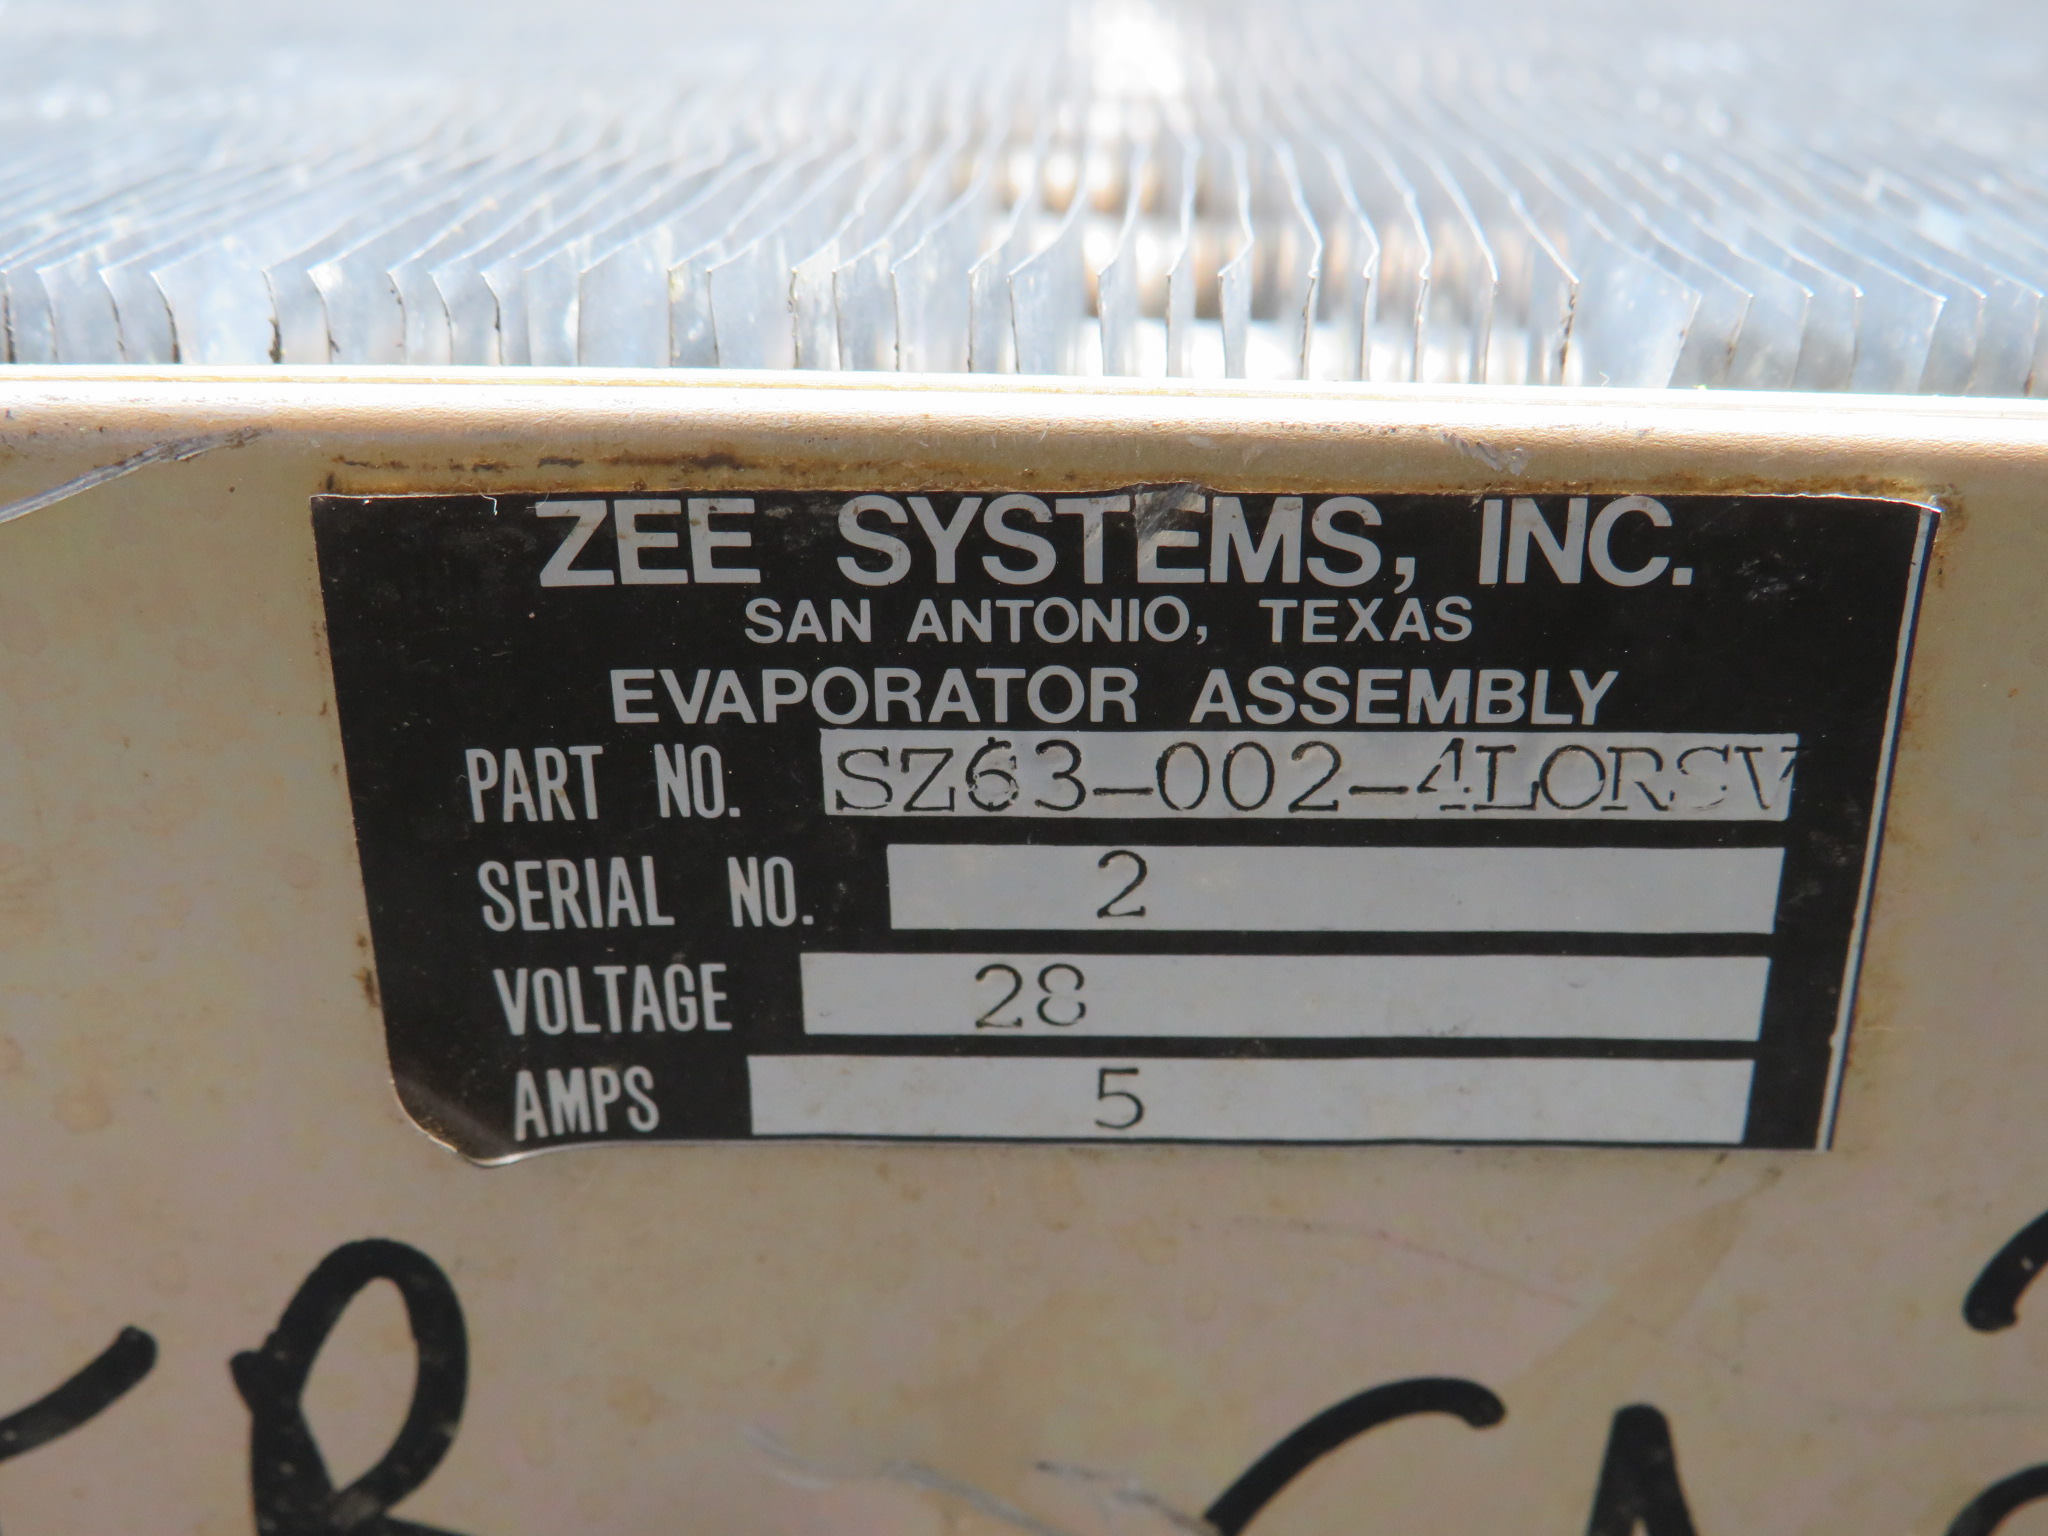 ZEE SYSTEMS, INC.
SAN ANTONIO, TEXAS
EVAPORATOR ASSEMBLY
PART NO. SZ63-002-4LORSV
SERIAL NO. 2
VOLTAGE 28
AMPS 5